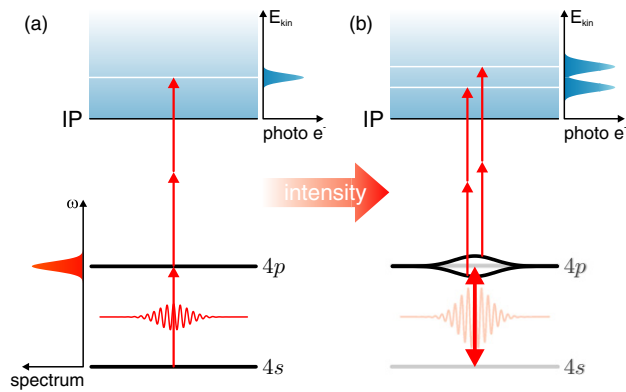 (a)
E_kin
IP
photo e⁻
ω
4p
4s
spectrum
intensity
(b)
E_kin
IP
photo e⁻
4p
4s